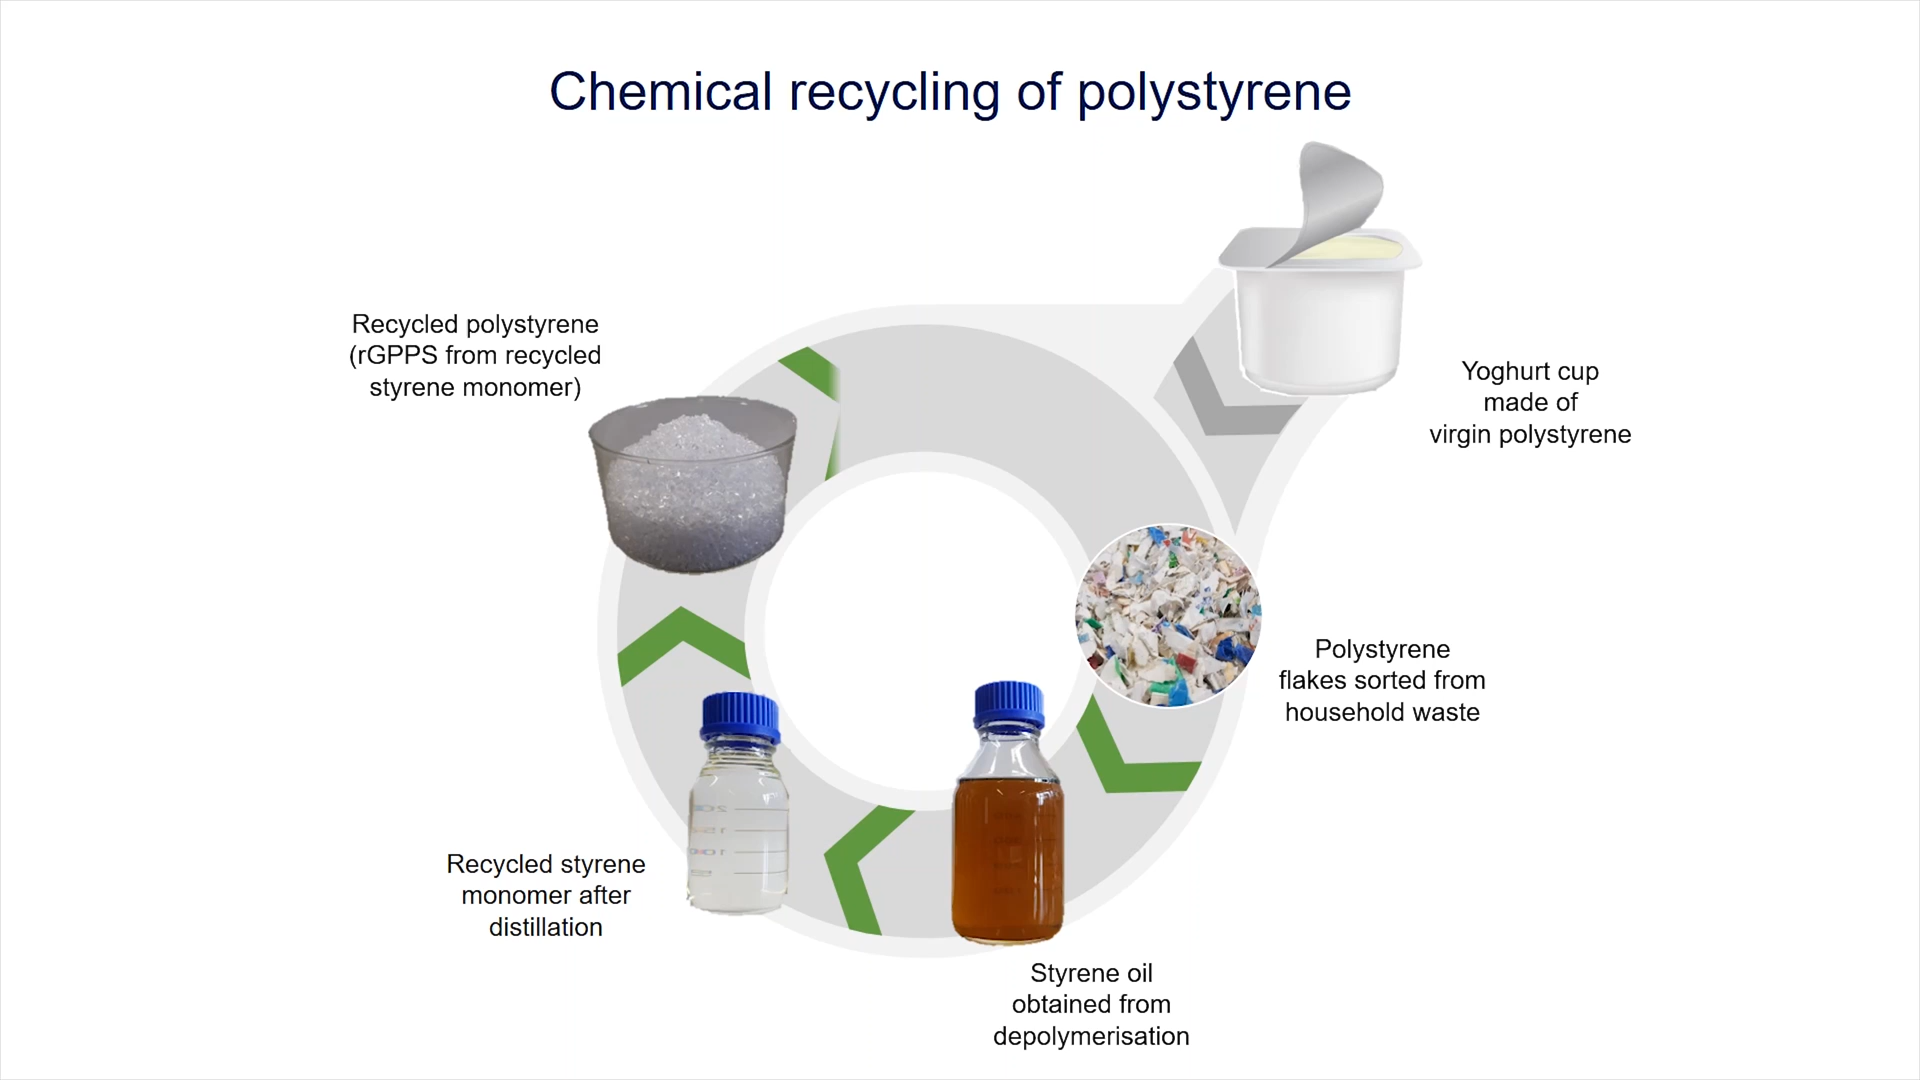 Chemical recycling of polystyrene
Recycled polystyrene
(rGPPS from recycled
styrene monomer)
Yoghurt cup
made of
virgin polystyrene
Polystyrene
flakes sorted from
household waste
Recycled styrene
monomer after
distillation
Styrene oil
obtained from
depolymerisation